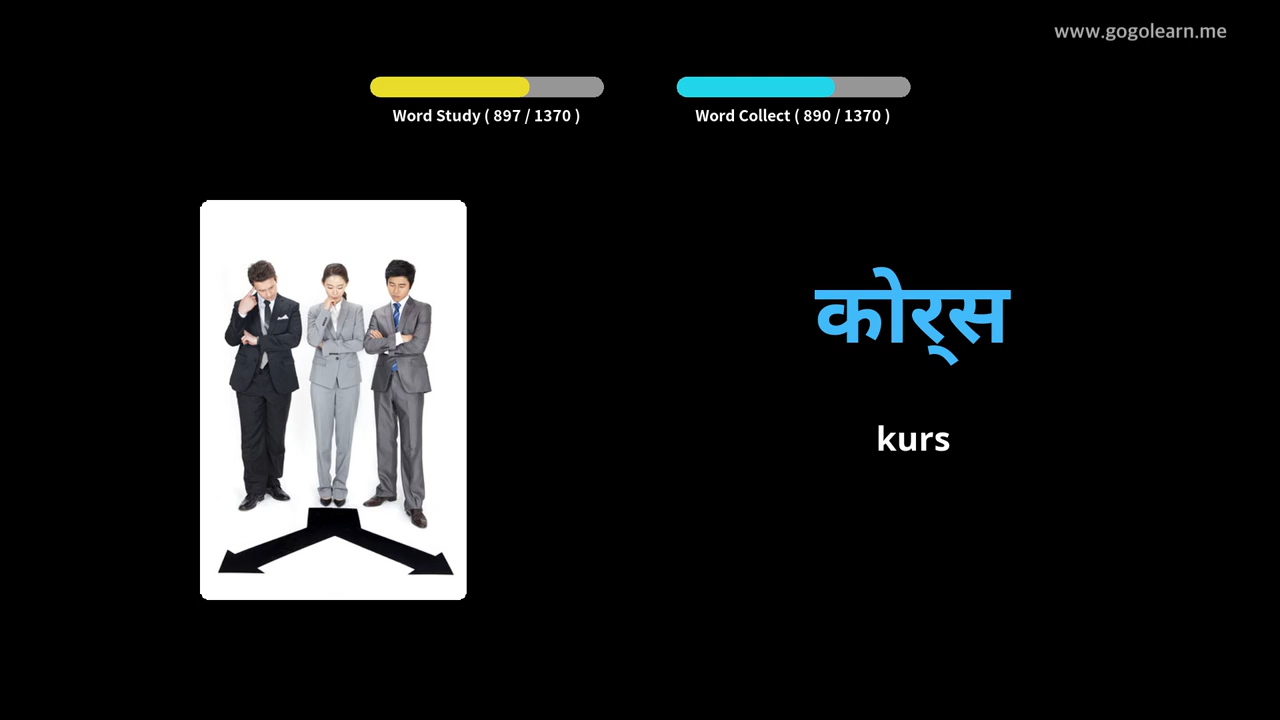 www.gogolearn.me
Word Study ( 897 / 1370 )
Word Collect ( 890 / 1370 )
कोर्‌स
kurs